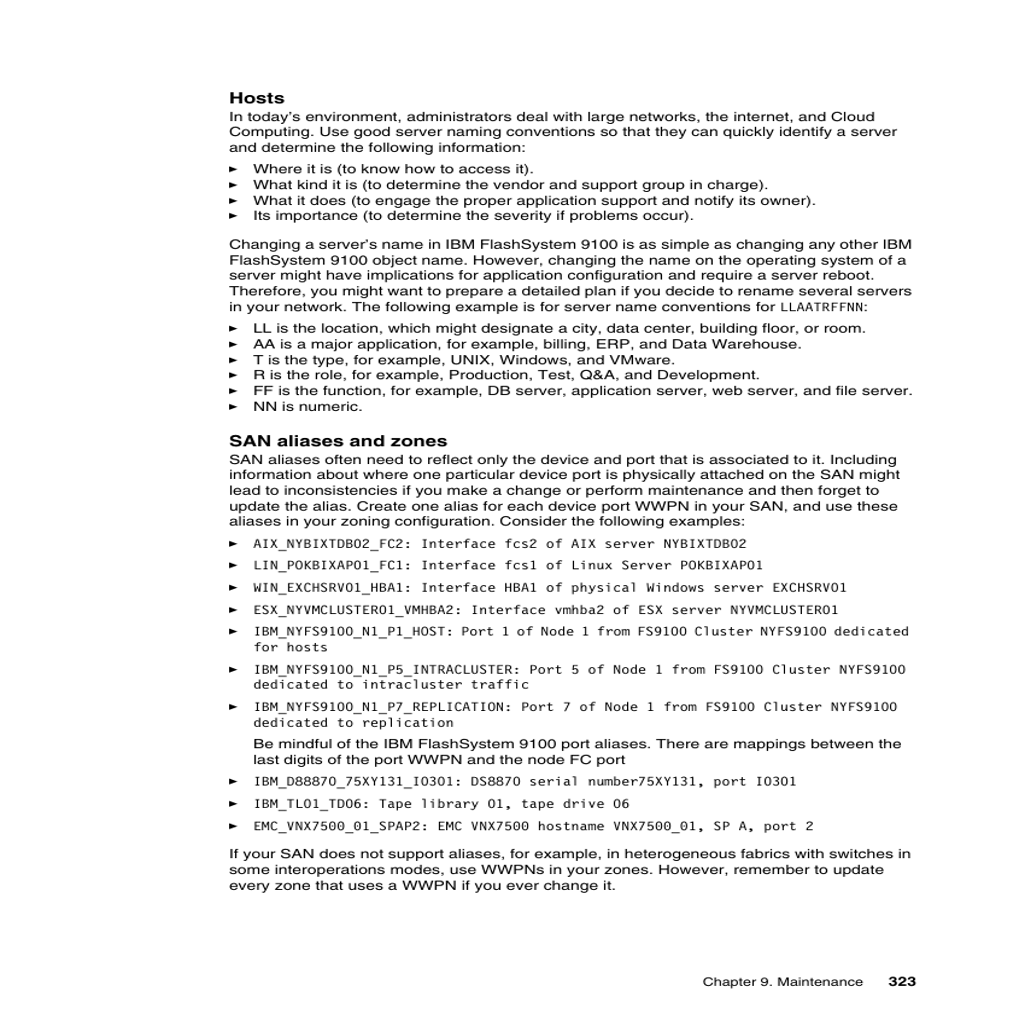 Hosts
In today's environment, administrators deal with large networks, the internet, and Cloud
Computing. Use good server naming conventions so that they can quickly identify a server
and determine the following information:
► Where it is (to know how to access it).
► What kind it is (to determine the vendor and support group in charge).
► What it does (to engage the proper application support and notify its owner).
► Its importance (to determine the severity if problems occur).
Changing a server's name in IBM FlashSystem 9100 is as simple as changing any other IBM
FlashSystem 9100 object name. However, changing the name on the operating system of a
server might have implications for application configuration and require a server reboot.
Therefore, you might want to prepare a detailed plan if you decide to rename several servers
in your network. The following example is for server name conventions for LLAATRFFNN:
► LL is the location, which might designate a city, data center, building floor, or room.
► AA is a major application, for example, billing, ERP, and Data Warehouse.
► T is the type, for example, UNIX, Windows, and VMware.
► R is the role, for example, Production, Test, Q&A, and Development.
► FF is the function, for example, DB server, application server, web server, and file server.
► NN is numeric.
SAN aliases and zones
SAN aliases often need to reflect only the device and port that is associated to it. Including
information about where one particular device port is physically attached on the SAN might
lead to inconsistencies if you make a change or perform maintenance and then forget to
update the alias. Create one alias for each device port WWPN in your SAN, and use these
aliases in your zoning configuration. Consider the following examples:
► AIX_NYBIXTDB02_FC2: Interface fcs2 of AIX server NYBIXTDB02
► LIN_POKBIXAP01_FC1: Interface fcs1 of Linux Server POKBIXAP01
► WIN_EXCHSRV01_HBA1: Interface HBA1 of physical Windows server EXCHSRV01
► ESX_NYVMCLUSTER01_VMHBA2: Interface vmhba2 of ESX server NYVMCLUSTER01
► IBM_NYFS9100_N1_P1_HOST: Port 1 of Node 1 from FS9100 Cluster NYFS9100 dedicated
for hosts
► IBM_NYFS9100_N1_P5_INTRACLUSTER: Port 5 of Node 1 from FS9100 Cluster NYFS9100
dedicated to intracluster traffic
► IBM_NYFS9100_N1_P7_REPLICATION: Port 7 of Node 1 from FS9100 Cluster NYFS9100
dedicated to replication
Be mindful of the IBM FlashSystem 9100 port aliases. There are mappings between the
last digits of the port WWPN and the node FC port
► IBM_D88870_75XY131_I0301: DS8870 serial number75XY131, port I0301
► IBM_TL01_TD06: Tape library 01, tape drive 06
► EMC_VNX7500_01_SPAP2: EMC VNX7500 hostname VNX7500_01, SP A, port 2
If your SAN does not support aliases, for example, in heterogeneous fabrics with switches in
some interoperations modes, use WWPNs in your zones. However, remember to update
every zone that uses a WWPN if you ever change it.
Chapter 9. Maintenance 323